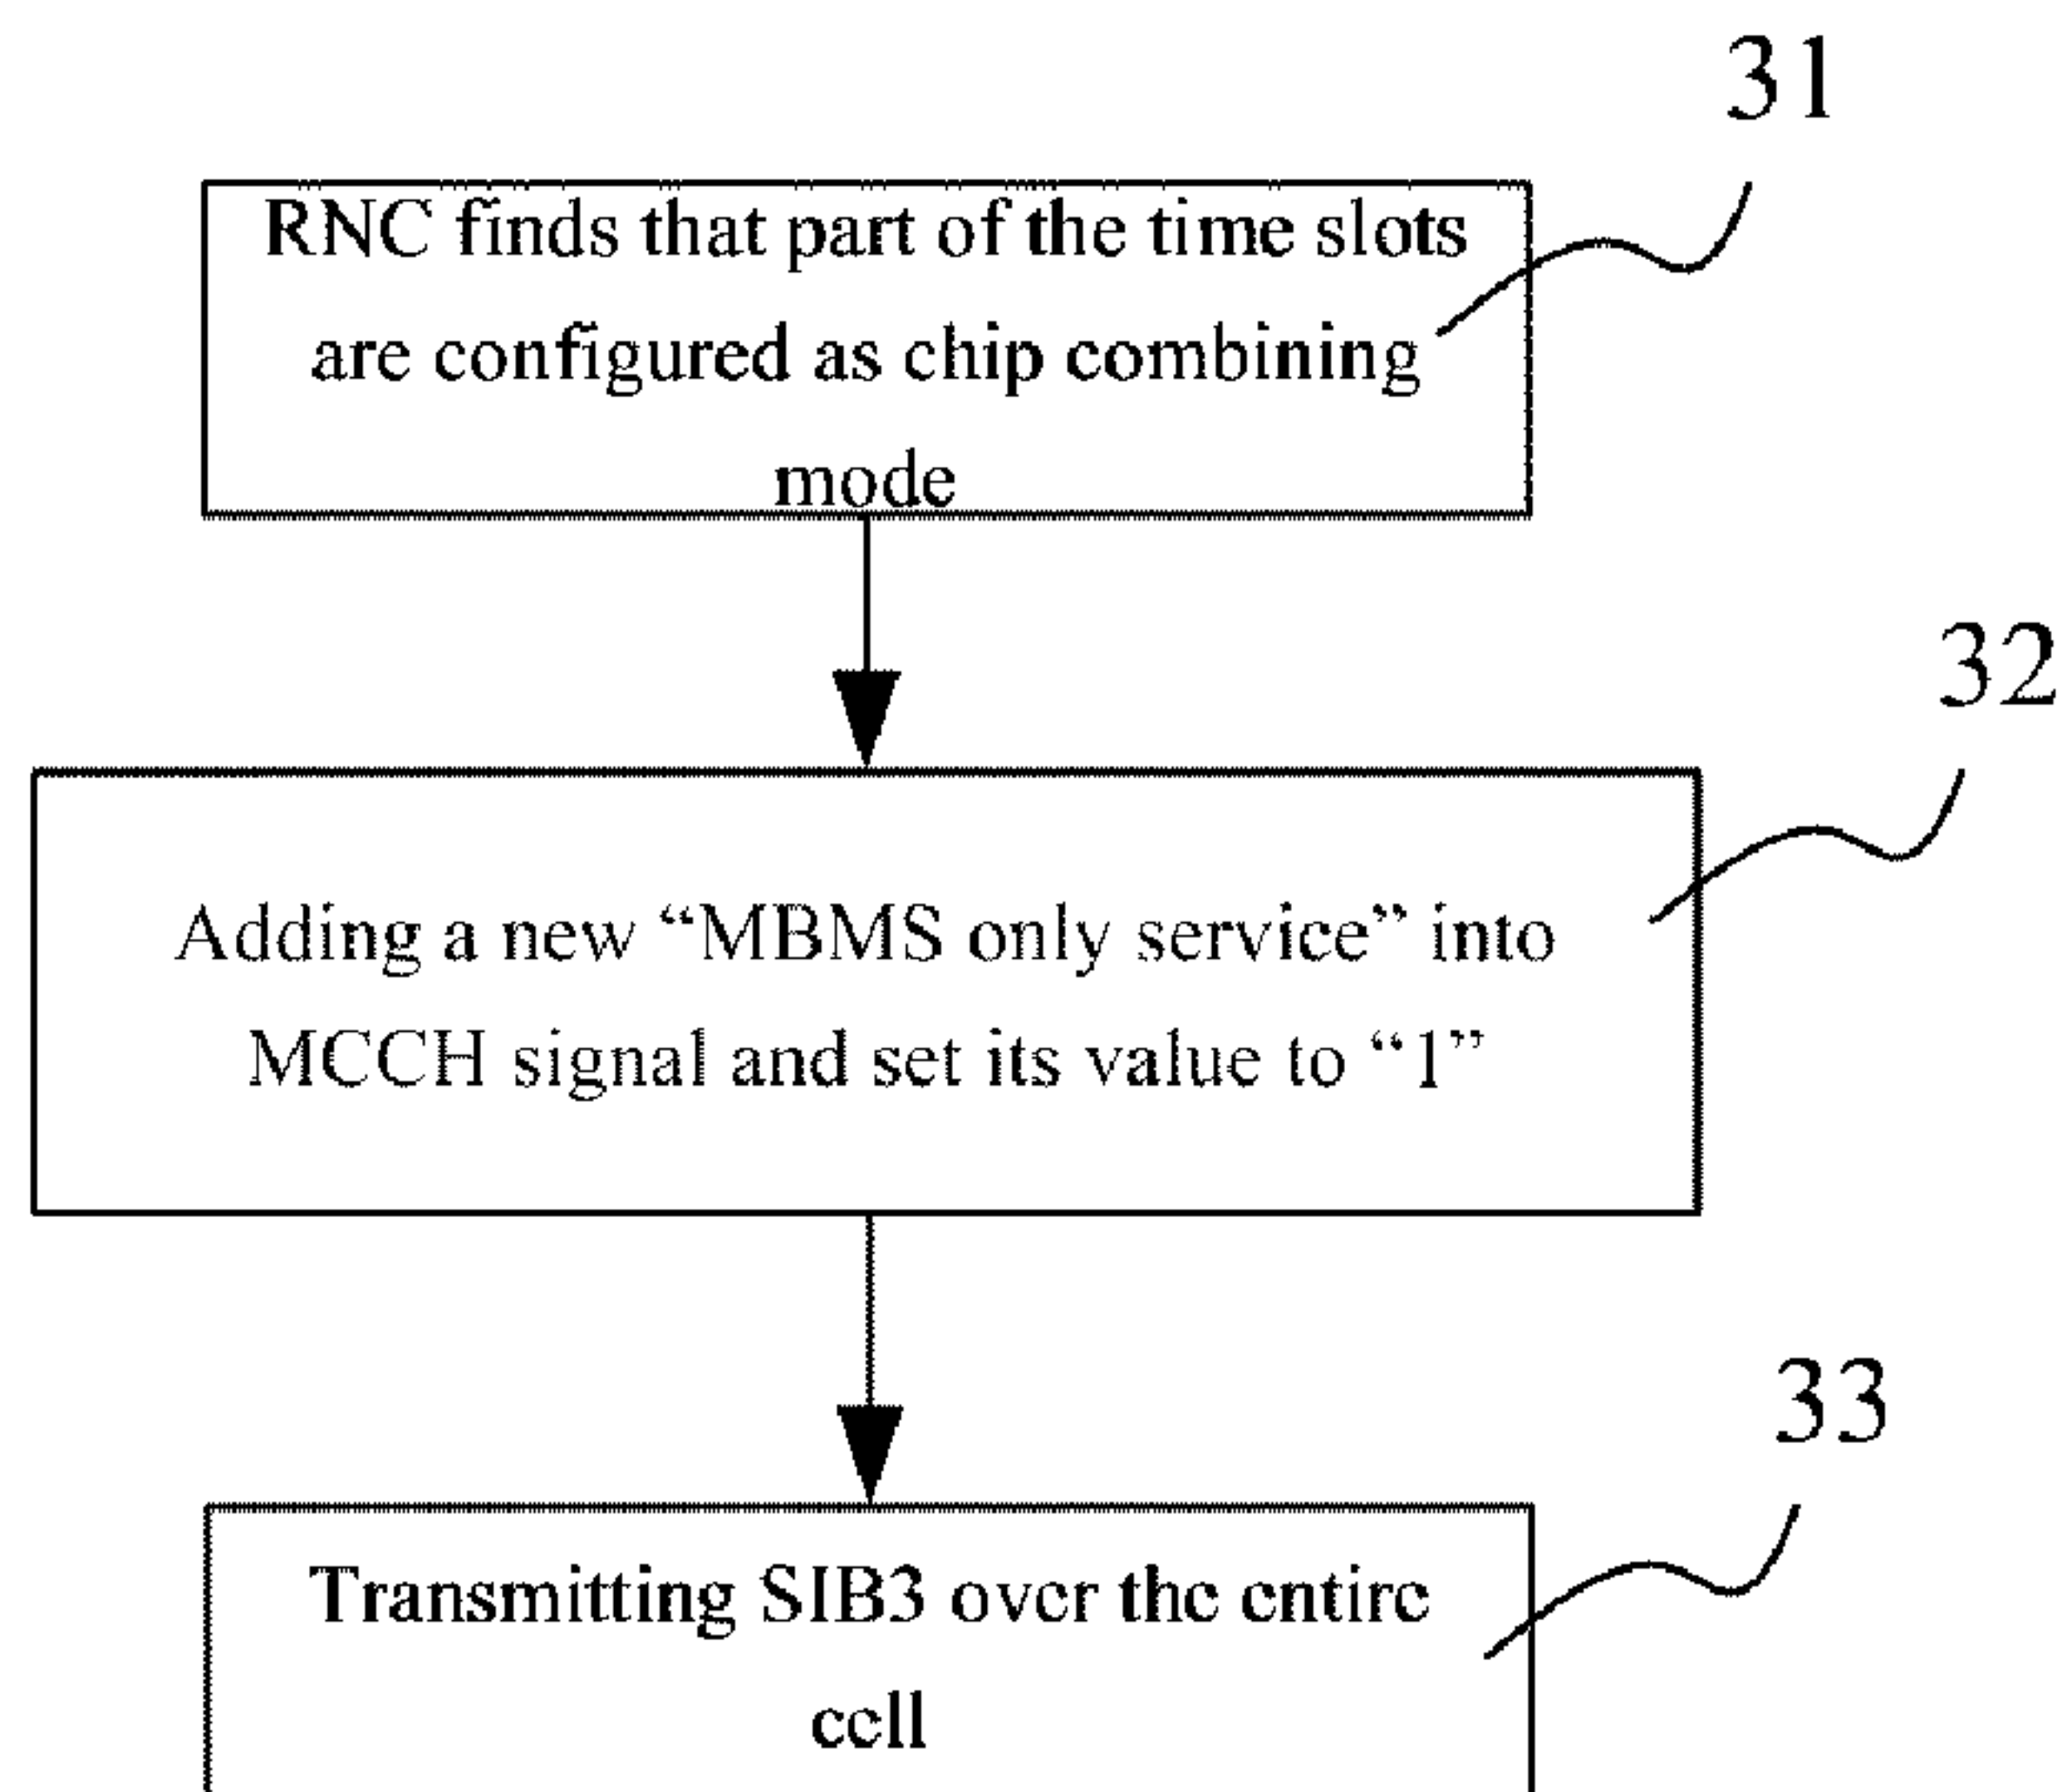 31
RNC finds that part of the time slots
are configured as chip combining
mode
32
Adding a new “MBMS only service” into
MCCH signal and set its value to “1”
33
Transmitting SIB3 over the entire
cell